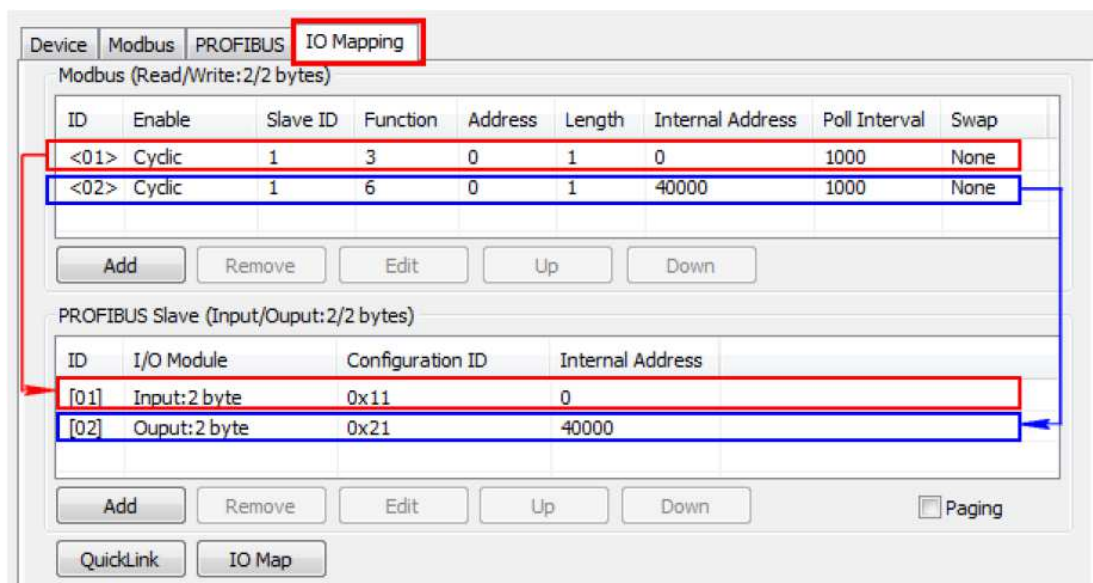 Device Modbus PROFIBUS IO Mapping
Modbus (Read/Write:2/2 bytes)
ID Enable Slave ID Function Address Length Internal Address Poll Interval Swap
<01> Cyclic 1 3 0 1 0 1000 None
<02> Cyclic 1 6 0 1 40000 1000 None
Add Remove Edit Up Down
PROFIBUS Slave (Input/Ouput:2/2 bytes)
ID I/O Module Configuration ID Internal Address
[01] Input:2 byte 0x11 0
[02] Ouput:2 byte 0x21 40000
Add Remove Edit Up Down Paging
QuickLink IO Map